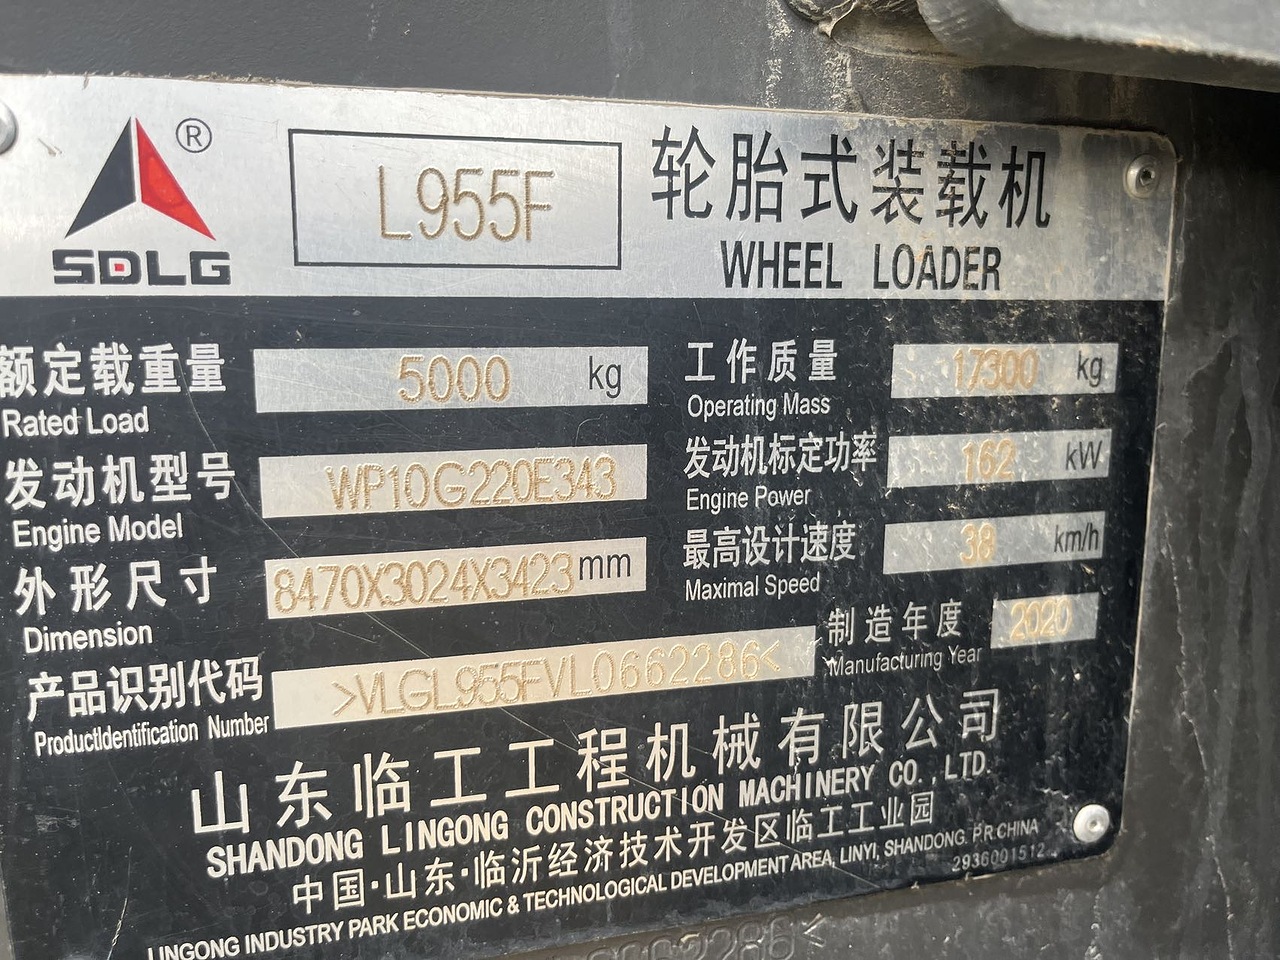 ®
SDLG
L955F
轮胎式装载机
WHEEL LOADER
额定载重量 5000 kg
Rated Load
工作质量 17300 kg
Operating Mass
发动机型号 WP10G220E343
Engine Model
发动机标定功率 162 kW
Engine Power
外形尺寸 8470X3024X3423 mm
Dimension
最高设计速度 38 km/h
Maximal Speed
制造年度 2020
Manufacturing Year
产品识别代码 >VLGL955FVL0662286<
ProductIdentification Number
山东临工工程机械有限公司
SHANDONG LINGONG CONSTRUCTION MACHINERY CO.,LTD.
中国·山东·临沂经济技术开发区临工工业园
LINGONG INDUSTRY PARK ECONOMIC & TECHNOLOGICAL DEVELOPMENT AREA, LINYI, SHANDONG. P.R.CHINA
2936001512